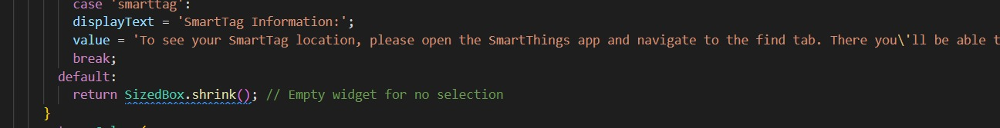 case 'smarttag':
displayText = 'SmartTag Information:';
value = 'To see your SmartTag location, please open the SmartThings app and navigate to the find tab. There you\'ll be able t
break;
default:
return SizedBox.shrink(); // Empty widget for no selection
}